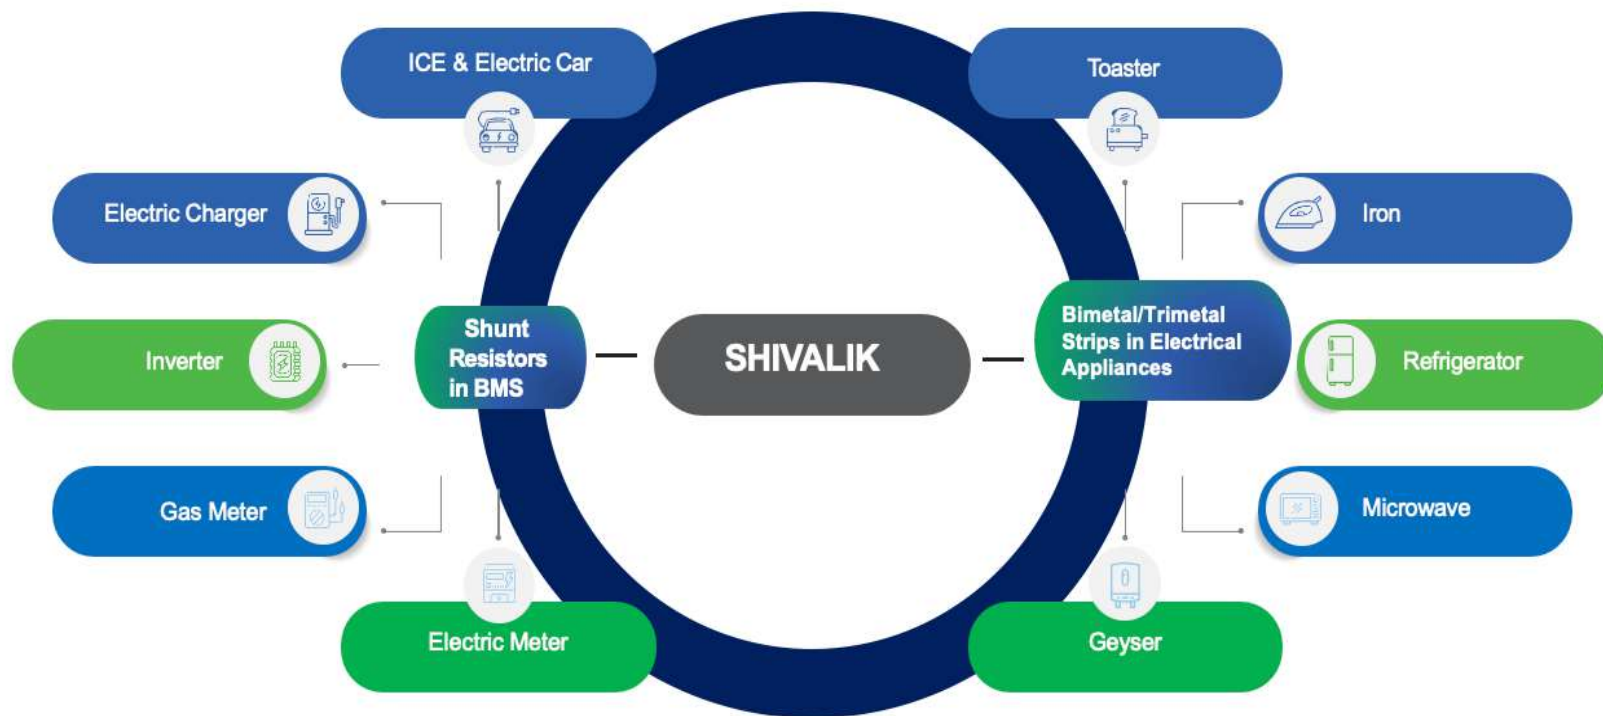 ICE & Electric Car
Toaster
Electric Charger
Iron
Inverter
Shunt
Resistors
in BMS
SHIVALIK
Bimetal/Trimetal
Strips in Electrical
Appliances
Refrigerator
Gas Meter
Microwave
Electric Meter
Geyser